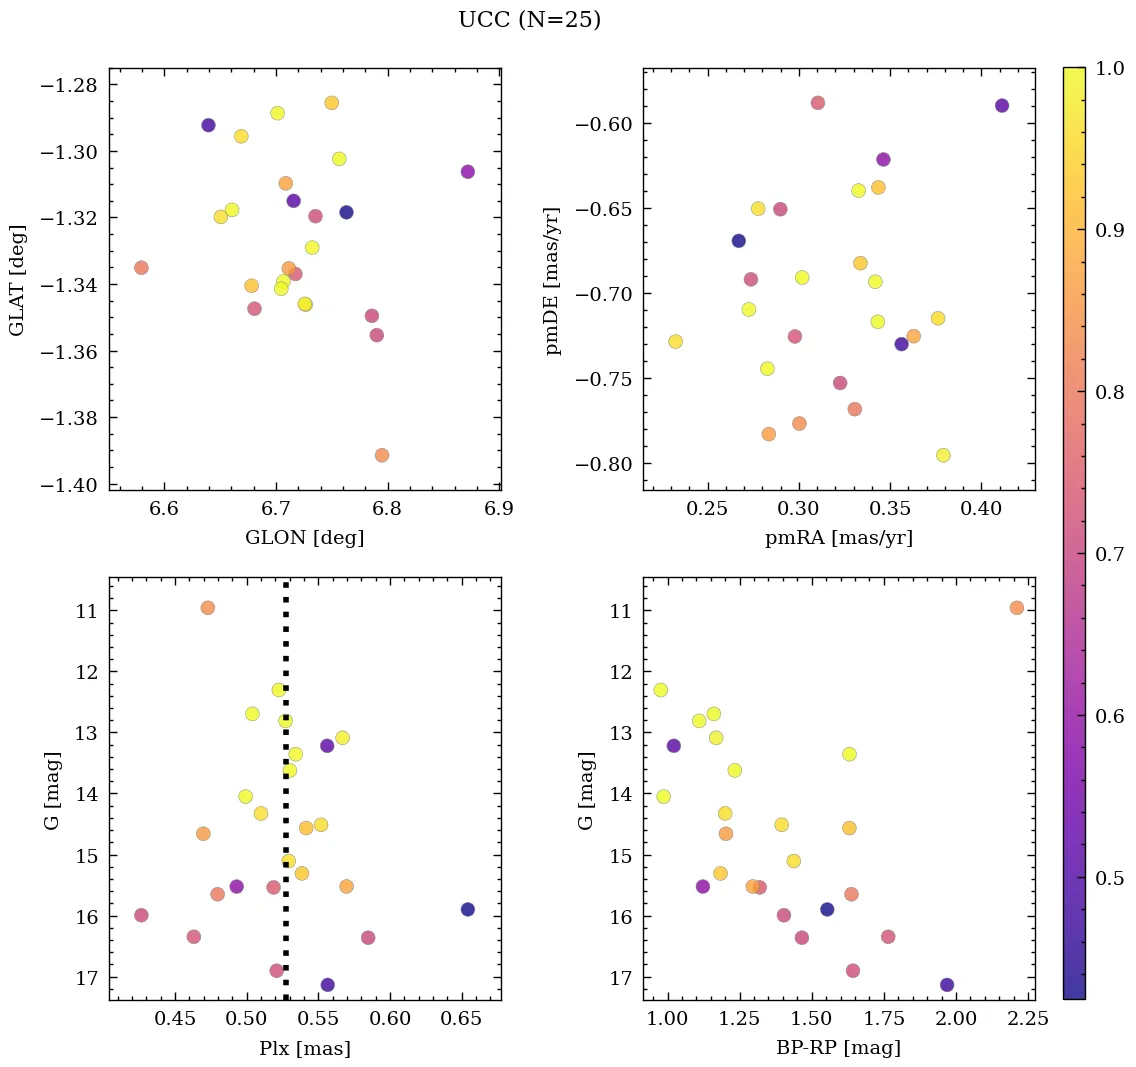 UCC (N=25)
−1.28
−1.30
−1.32
−1.34
−1.36
−1.38
−1.40
GLAT [deg]
6.6 6.7 6.8 6.9
GLON [deg]
−0.60
−0.65
−0.70
−0.75
−0.80
pmDE [mas/yr]
0.25 0.30 0.35 0.40
pmRA [mas/yr]
11
12
13
14
15
16
17
G [mag]
0.45 0.50 0.55 0.60 0.65
Plx [mas]
11
12
13
14
15
16
17
G [mag]
1.00 1.25 1.50 1.75 2.00 2.25
BP-RP [mag]
1.0
0.9
0.8
0.7
0.6
0.5